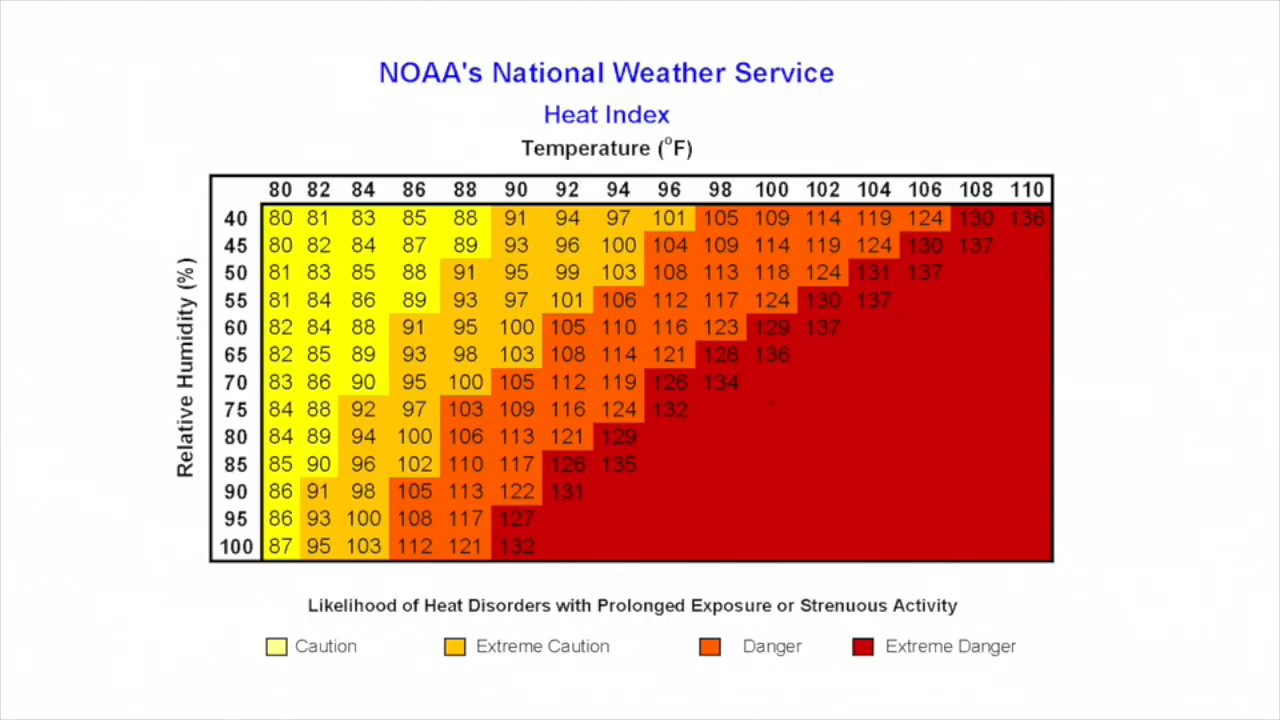 NOAA's National Weather Service
Heat Index
Temperature (°F)
80 82 84 86 88 90 92 94 96 98 100 102 104 106 108 110
Relative Humidity (%)
40 80 81 83 85 88 91 94 97 101 105 109 114 119 124 130 136
45 80 82 84 87 89 93 96 100 104 109 114 119 124 130 137
50 81 83 85 88 91 95 99 103 108 113 118 124 131 137
55 81 84 86 89 93 97 101 106 112 117 124 130 137
60 82 84 88 91 95 100 105 110 116 123 129 137
65 82 85 89 93 98 103 108 114 121 128 136
70 83 86 90 95 100 105 112 119 126 134
75 84 88 92 97 103 109 116 124 132
80 84 89 94 100 106 113 121 129
85 85 90 96 102 110 117 126 135
90 86 91 98 105 113 122 131
95 86 93 100 108 117 127
100 87 95 103 112 121 132
Likelihood of Heat Disorders with Prolonged Exposure or Strenuous Activity
Caution Extreme Caution Danger Extreme Danger